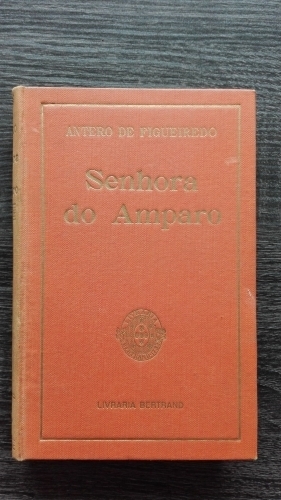 ANTERO DE FIGUEIREDO
Senhora
do Amparo
LIVRARIA BERTRAND